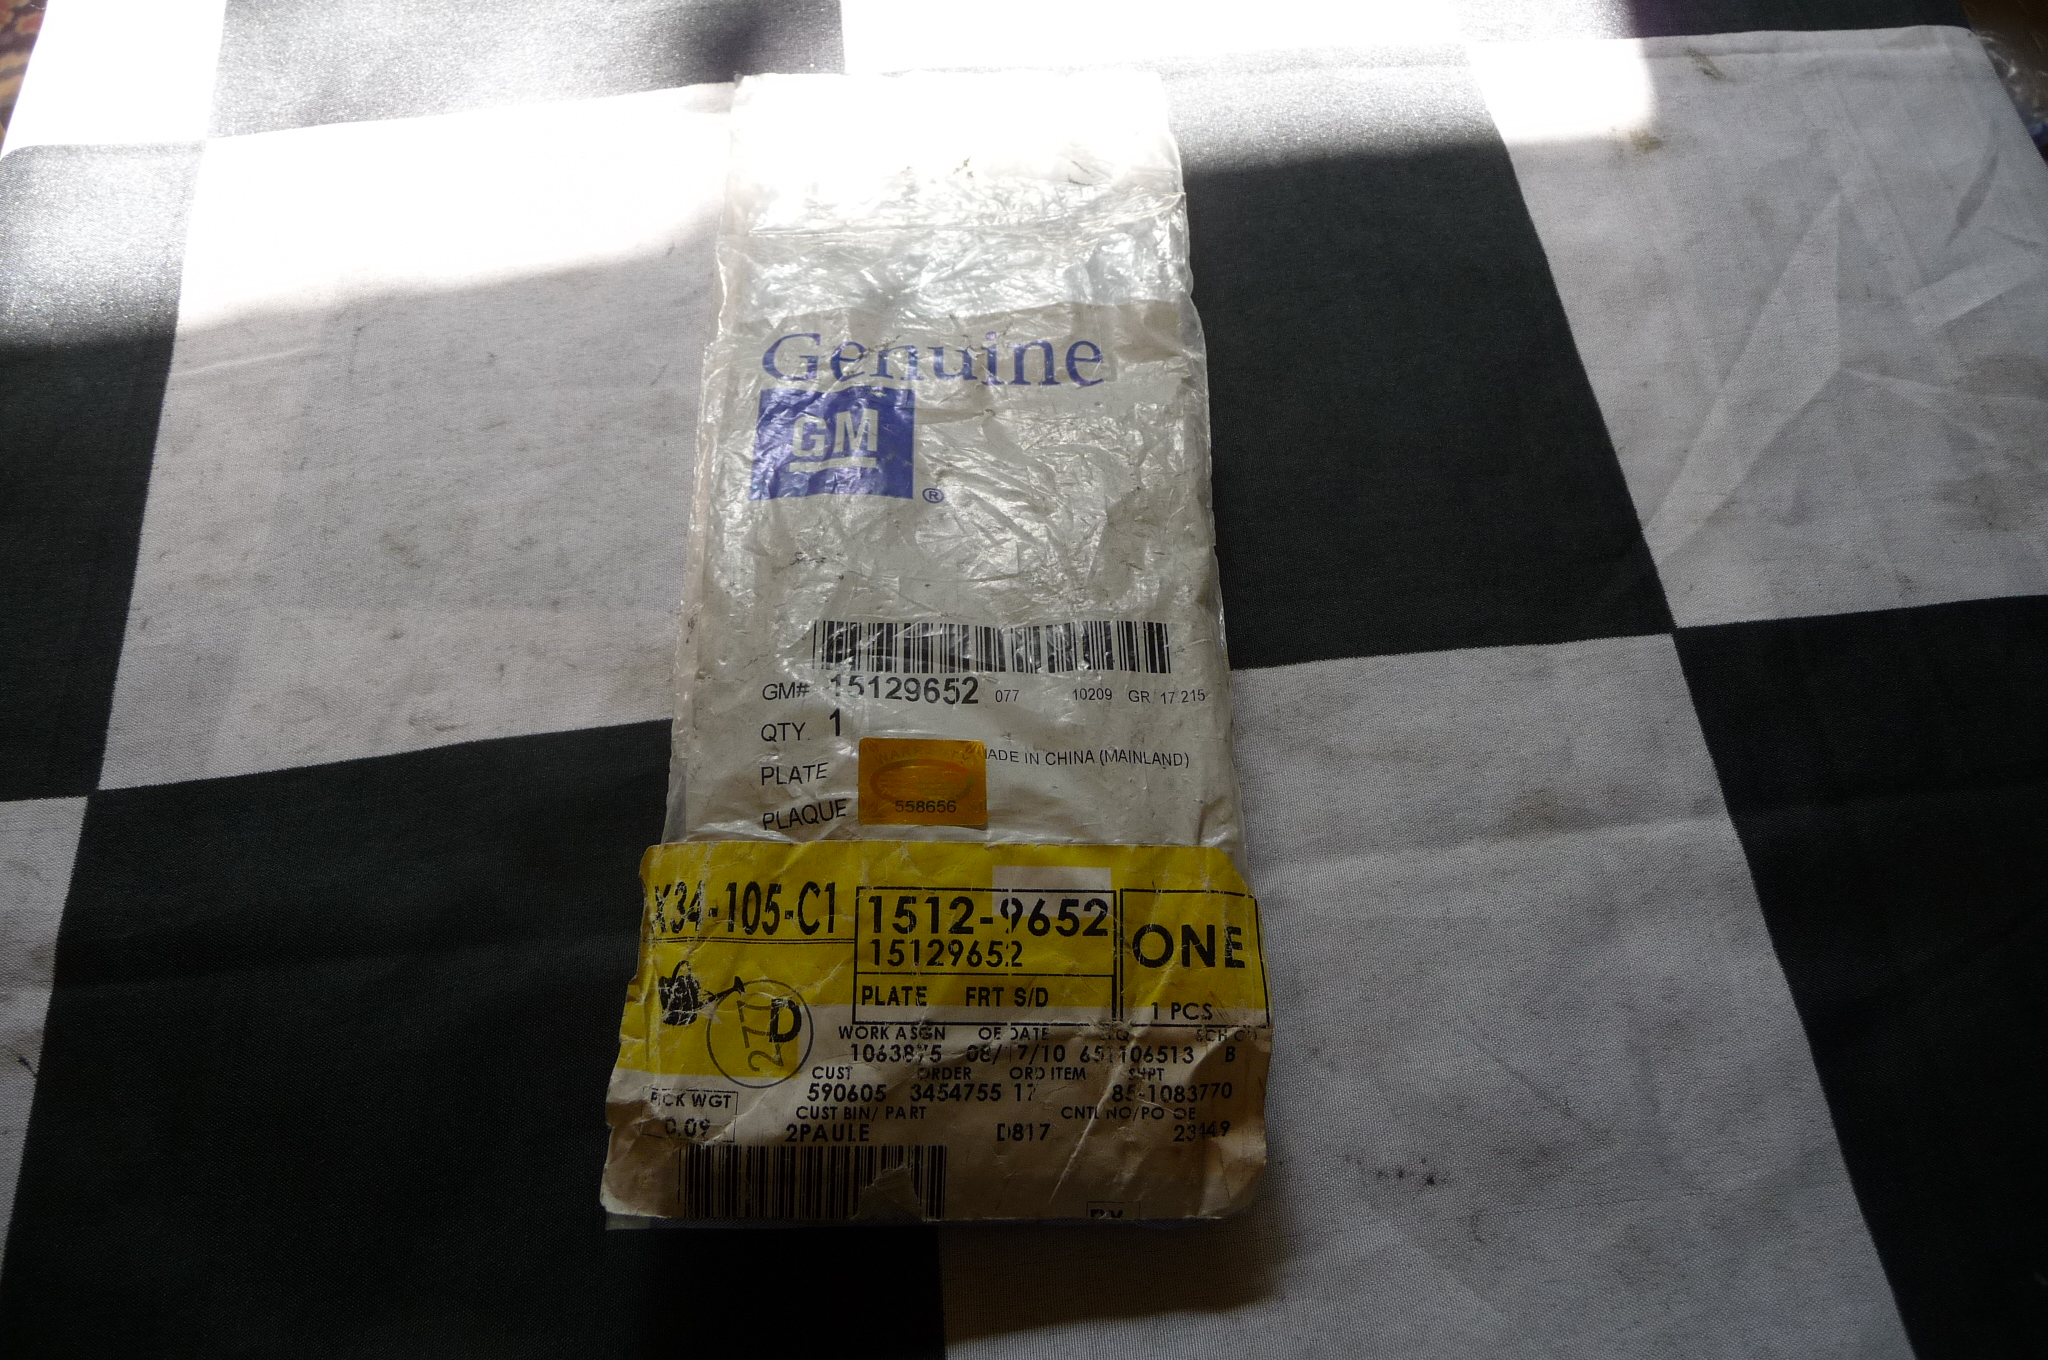 Genuine
GM
®
GM# 15129652 077 10209 GR 17 215
QTY. 1
MADE IN CHINA (MAINLAND)
PLATE
PLAQUE
558656
X34-105-C1
1512-9652
15129652
ONE
PLATE FRT S/D
1 PCS
D
277
WORK ASGN OE DATE
1063875 08/17/10 B
CUST ORDER ORD ITEM SHPT
590605 3454755 17 85-1083770
PICK WGT
0.09
CUST BIN/ PART CNTL NO/PO
2PAULE D817 23449